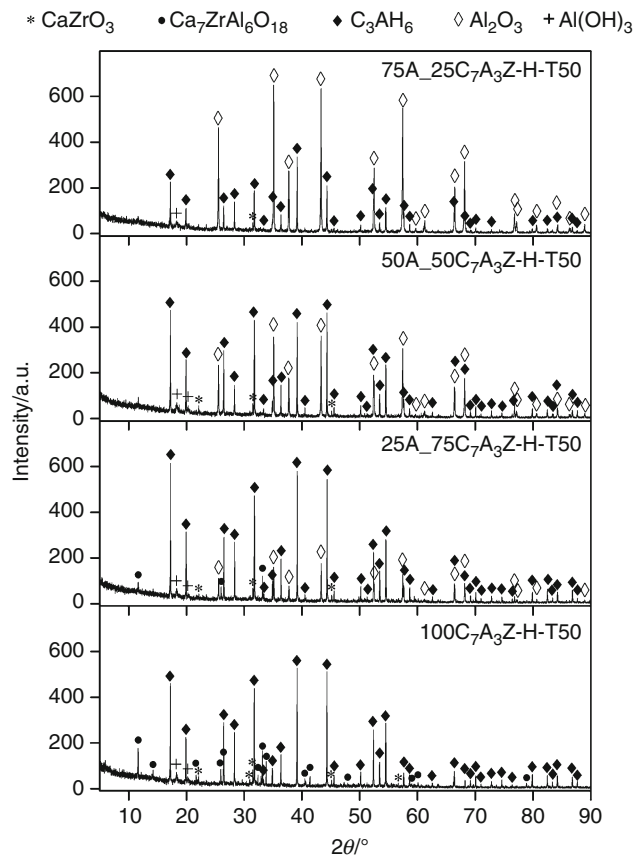 * CaZrO₃ ● Ca₇ZrAl₆O₁₈ ◆ C₃AH₆ ◇ Al₂O₃ + Al(OH)₃
75A_25C₇A₃Z-H-T50
600
400
200
0
50A_50C₇A₃Z-H-T50
600
400
200
0
25A_75C₇A₃Z-H-T50
600
400
200
0
100C₇A₃Z-H-T50
600
400
200
0
Intensity/a.u.
10 20 30 40 50 60 70 80 90
2θ/°